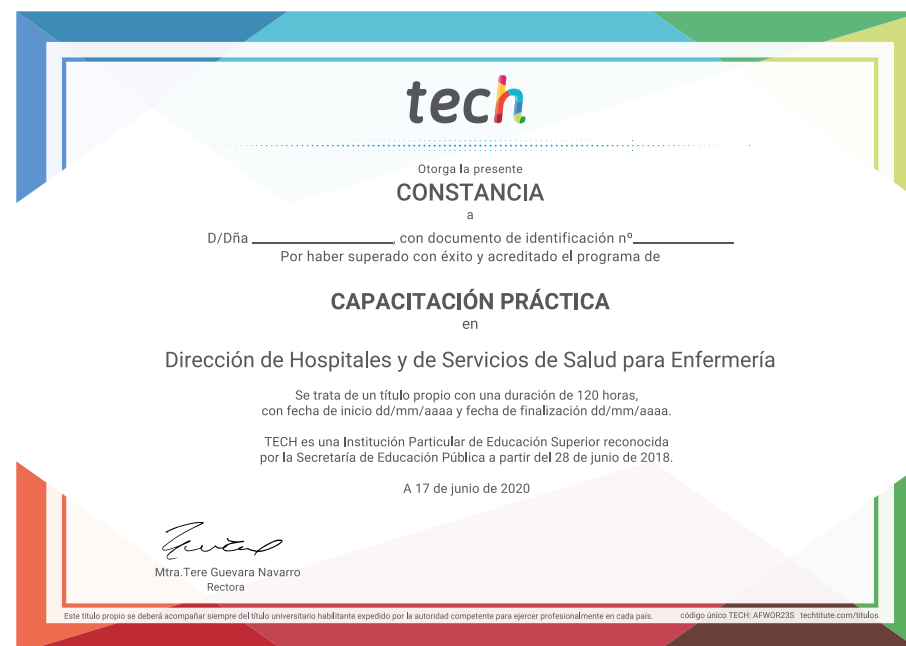 tech
Otorga la presente
CONSTANCIA
a
D/Dña ____________________, con documento de identificación nº______________
Por haber superado con éxito y acreditado el programa de
CAPACITACIÓN PRÁCTICA
en
Dirección de Hospitales y de Servicios de Salud para Enfermería
Se trata de un título propio con una duración de 120 horas,
con fecha de inicio dd/mm/aaaa y fecha de finalización dd/mm/aaaa.
TECH es una Institución Particular de Educación Superior reconocida
por la Secretaría de Educación Pública a partir del 28 de junio de 2018.
A 17 de junio de 2020
Mtra.Tere Guevara Navarro
Rectora
Este título propio se deberá acompañar siempre del título universitario habilitante expedido por la autoridad competente para ejercer profesionalmente en cada país. código único TECH: AFWOR23S techtitute.com/titulos